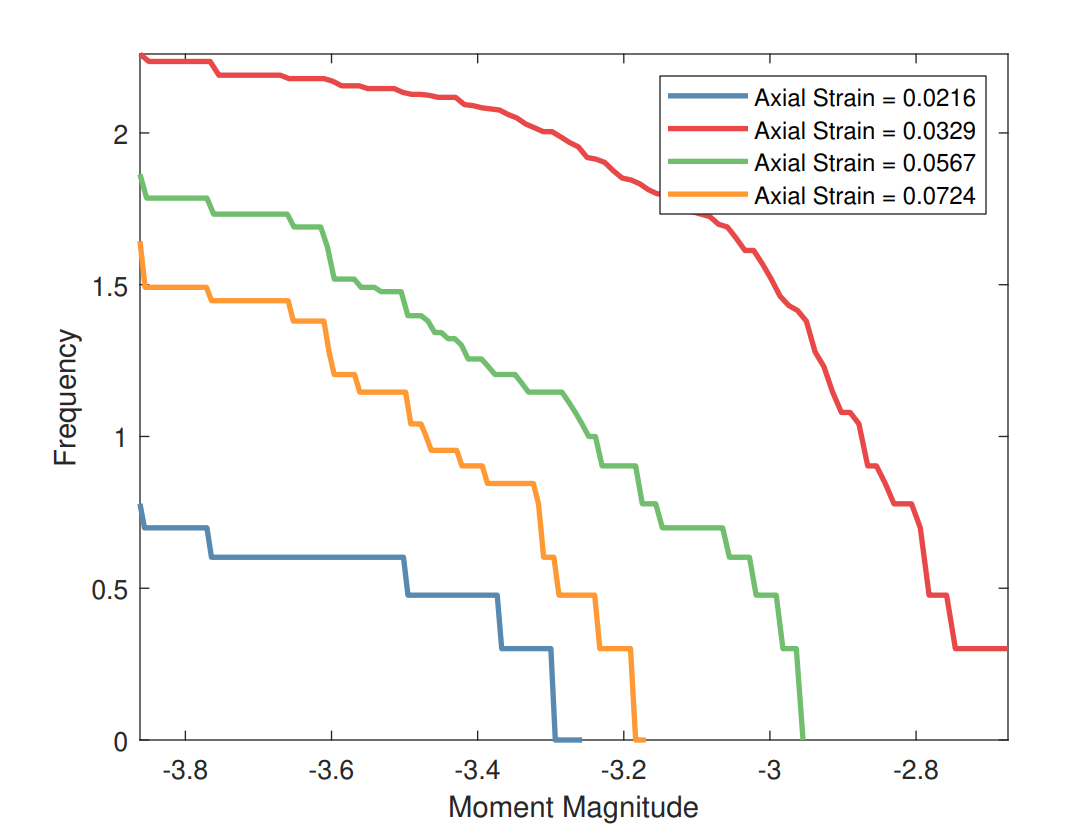 Axial Strain = 0.0216
Axial Strain = 0.0329
Axial Strain = 0.0567
Axial Strain = 0.0724
2
1.5
1
0.5
0
Frequency
-3.8 -3.6 -3.4 -3.2 -3 -2.8
Moment Magnitude